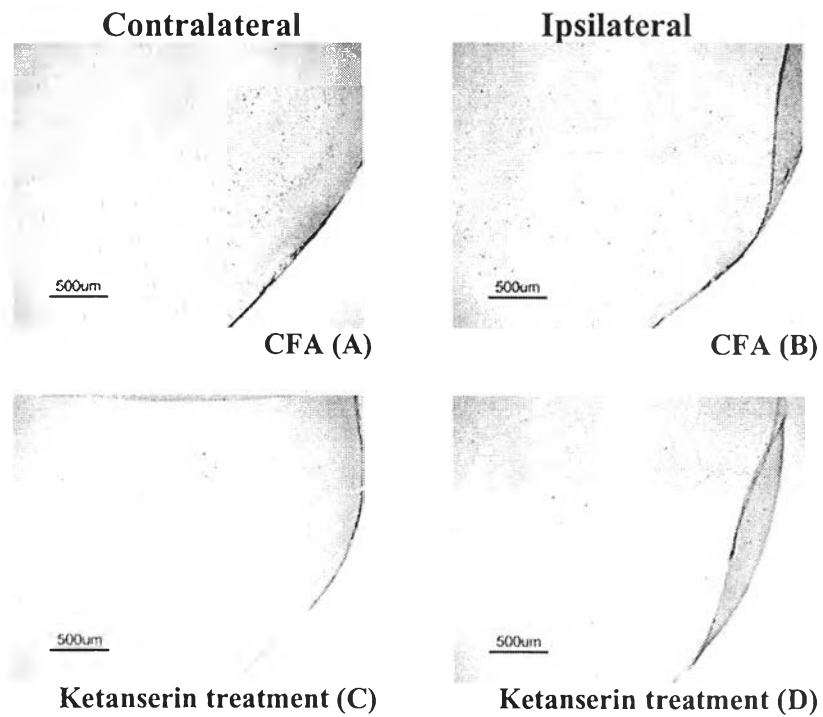 Contralateral
Ipsilateral
500um
CFA (A)
500um
CFA (B)
500um
Ketanserin treatment (C)
500um
Ketanserin treatment (D)